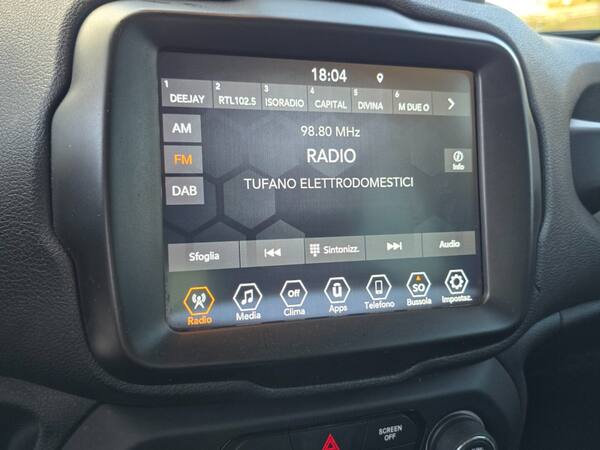 18:04
1 DEEJAY 2 RTL102.5 3 ISORADIO 4 CAPITAL 5 DIVINA 6 M DUE O
AM
98.80 MHz
FM
RADIO
Info
DAB
TUFANO ELETTRODOMESTICI
Sfoglia Sintonizz. Audio
Off SO
Radio Media Clima Apps Telefono Bussola Impostaz.
SCREEN
OFF